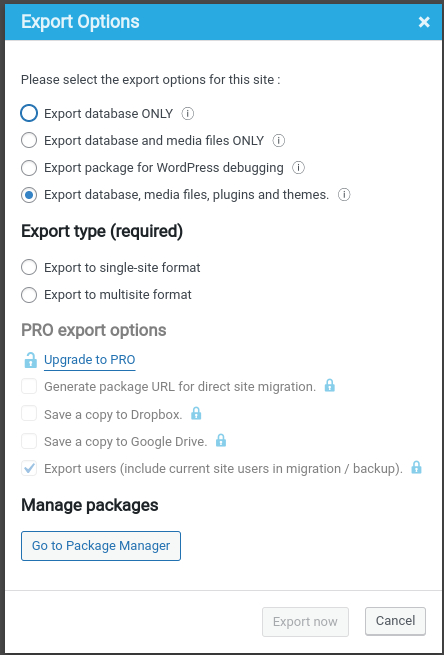 Export Options
Please select the export options for this site :
Export database ONLY
Export database and media files ONLY
Export package for WordPress debugging
Export database, media files, plugins and themes.
Export type (required)
Export to single-site format
Export to multisite format
PRO export options
Upgrade to PRO
Generate package URL for direct site migration.
Save a copy to Dropbox.
Save a copy to Google Drive.
Export users (include current site users in migration / backup).
Manage packages
Go to Package Manager
Export now Cancel